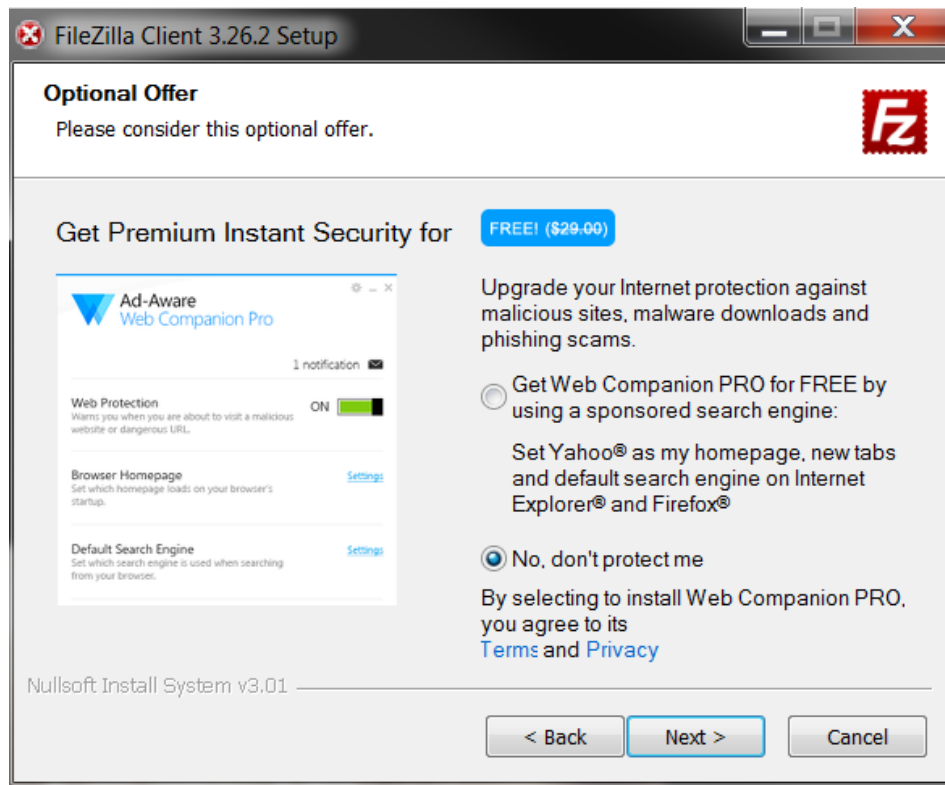 FileZilla Client 3.26.2 Setup
Optional Offer
Please consider this optional offer.
Fz
Get Premium Instant Security for
FREE! ($29.00)
Ad-Aware
Web Companion Pro
1 notification
Web Protection
Warns you when you are about to visit a malicious
website or dangerous URL.
ON
Browser Homepage
Set which homepage loads on your browser's
startup.
Settings
Default Search Engine
Set which search engine is used when searching
from your browser.
Settings
Upgrade your Internet protection against
malicious sites, malware downloads and
phishing scams.
Get Web Companion PRO for FREE by
using a sponsored search engine:
Set Yahoo® as my homepage, new tabs
and default search engine on Internet
Explorer® and Firefox®
No, don't protect me
By selecting to install Web Companion PRO,
you agree to its
Terms and Privacy
Nullsoft Install System v3.01
< Back
Next >
Cancel